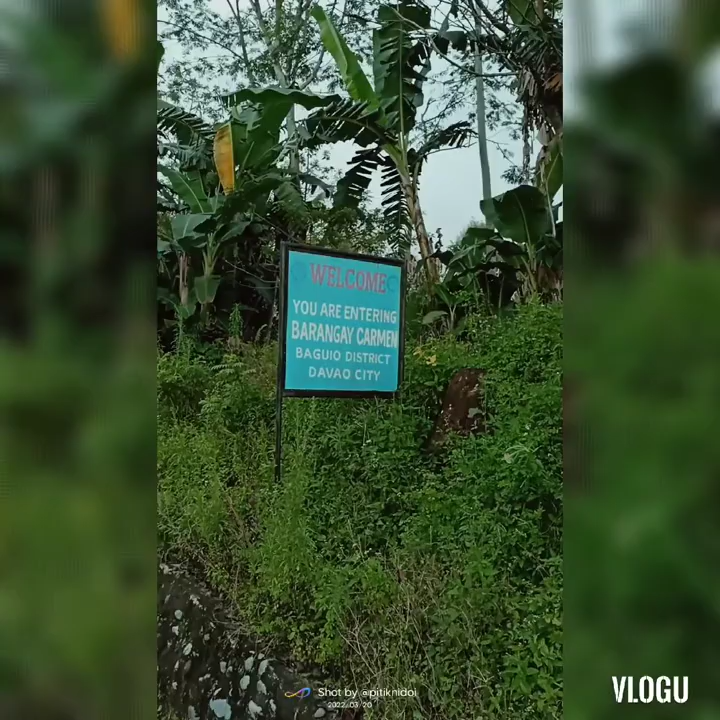 WELCOME
YOU ARE ENTERING
BARANGAY CARMEN
BAGUIO DISTRICT
DAVAO CITY
Shot by @pitiknidoi
2022/03/20
VLOGU